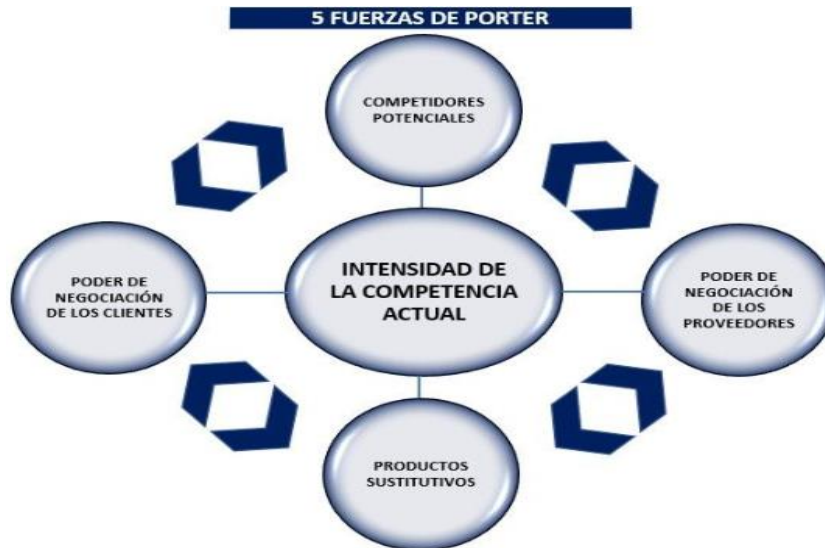 5 FUERZAS DE PORTER
COMPETIDORES
POTENCIALES
PODER DE
NEGOCIACIÓN
DE LOS CLIENTES
INTENSIDAD DE
LA COMPETENCIA
ACTUAL
PODER DE
NEGOCIACIÓN
DE LOS
PROVEEDORES
PRODUCTOS
SUSTITUTIVOS